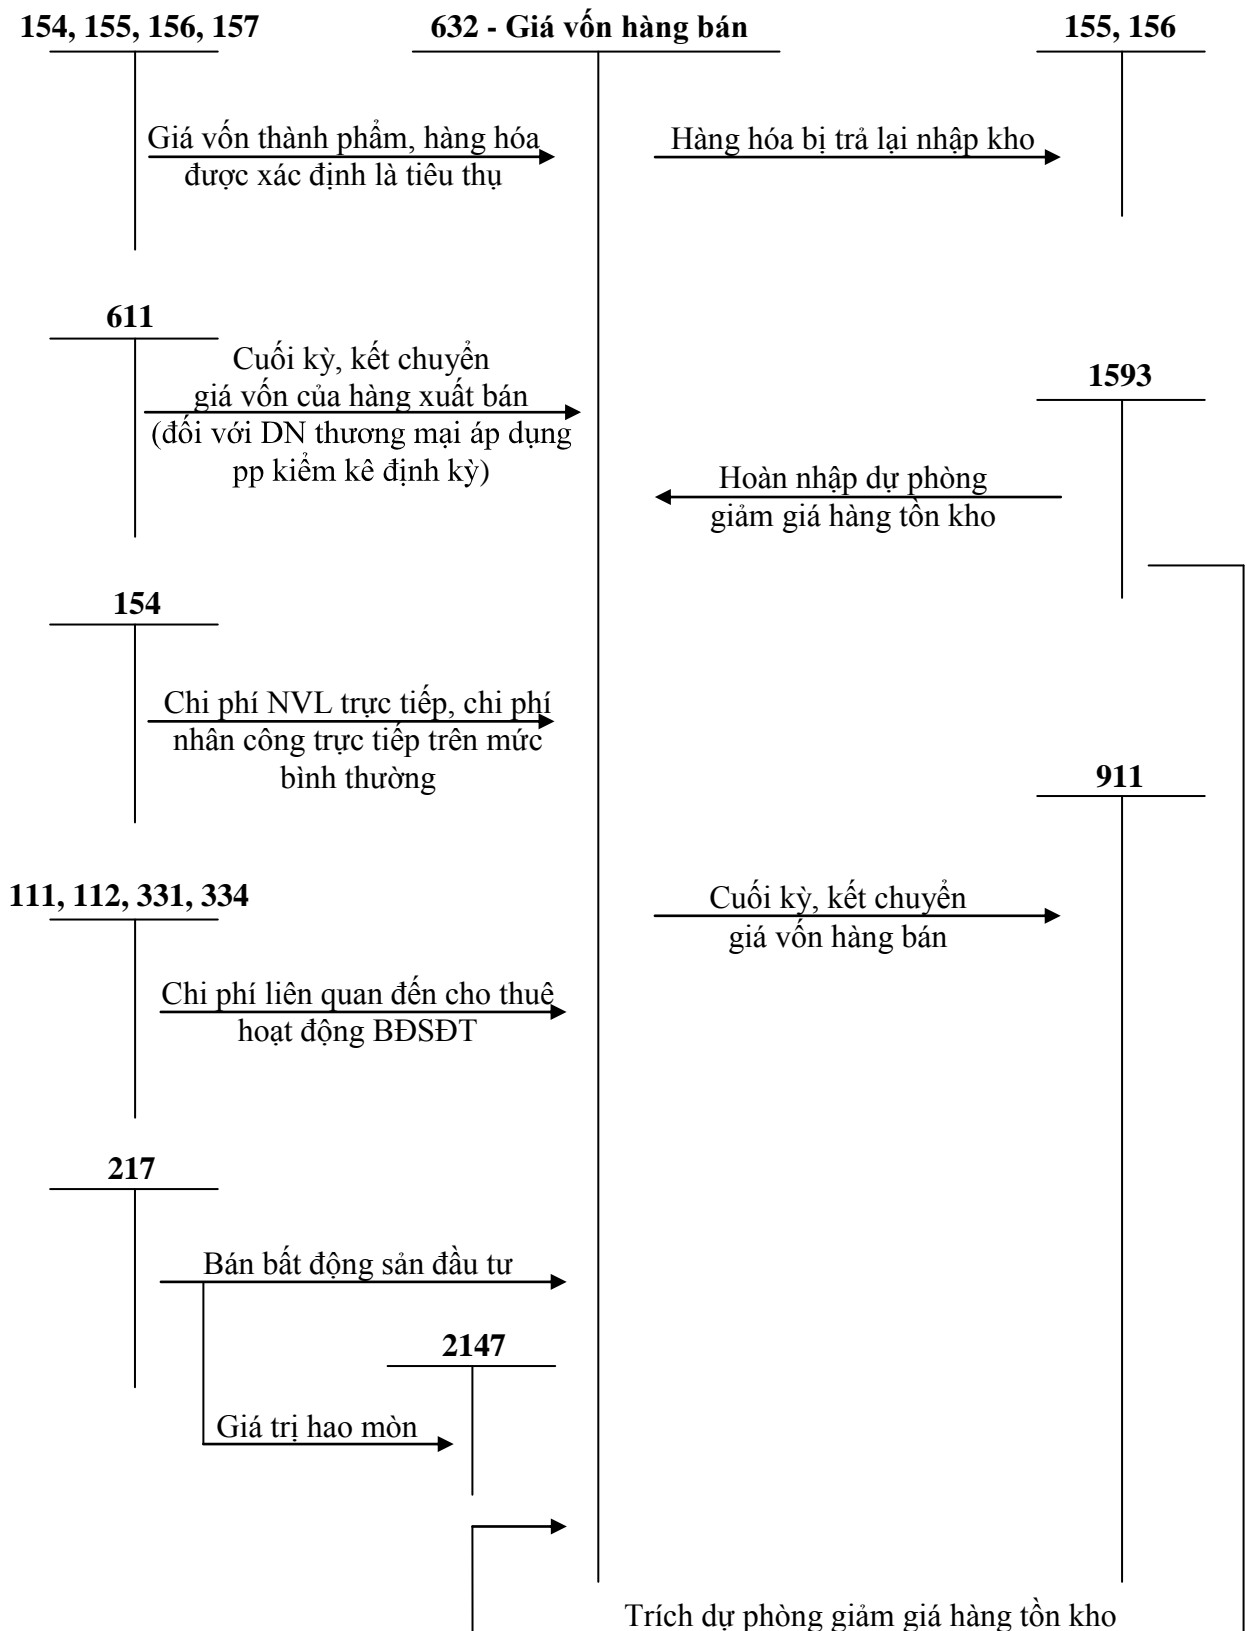 154, 155, 156, 157
632 - Giá vốn hàng bán
155, 156
Giá vốn thành phẩm, hàng hóa
được xác định là tiêu thụ
Hàng hóa bị trả lại nhập kho
611
Cuối kỳ, kết chuyển
giá vốn của hàng xuất bán
(đối với DN thương mại áp dụng
pp kiểm kê định kỳ)
1593
Hoàn nhập dự phòng
giảm giá hàng tồn kho
154
Chi phí NVL trực tiếp, chi phí
nhân công trực tiếp trên mức
bình thường
911
111, 112, 331, 334
Cuối kỳ, kết chuyển
giá vốn hàng bán
Chi phí liên quan đến cho thuê
hoạt động BĐSĐT
217
Bán bất động sản đầu tư
2147
Giá trị hao mòn
Trích dự phòng giảm giá hàng tồn kho